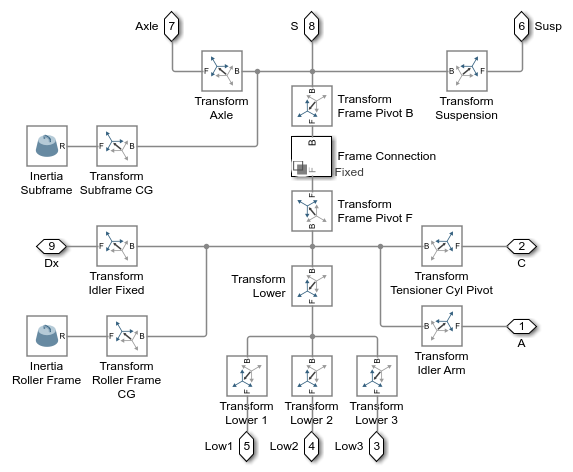 Axle 7
S 8
6 Susp
F B
B F
Transform
Axle
B
F
Transform
Frame Pivot B
Transform
Suspension
R
F B
Inertia
Subframe
Transform
Subframe CG
B
F
Frame Connection
Fixed
F
B
Transform
Frame Pivot F
9
Dx
F B
Transform
Idler Fixed
B F
Transform
Tensioner Cyl Pivot
2
C
Transform
Lower
B
F
R
F B
Inertia
Roller Frame
Transform
Roller Frame
CG
B F
Transform
Idler Arm
1
A
B B B
F F F
Transform Transform Transform
Lower 1 Lower 2 Lower 3
Low1 5 Low2 4 Low3 3